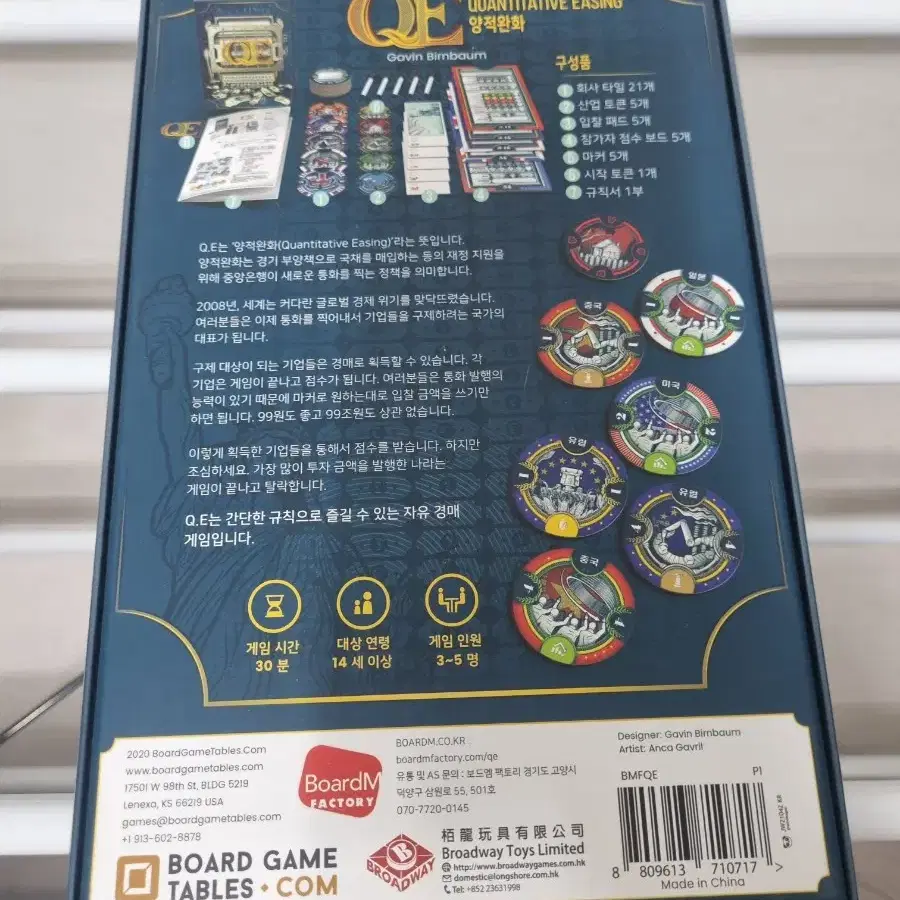 QE
QUANTITATIVE EASING
양적완화
Gavin Birnbaum
구성품
1 회사 타일 21개
2 산업 토큰 5개
3 입찰 패드 5개
4 참가자 점수 보드 5개
5 마커 5개
6 시작 토큰 1개
7 규칙서 1부
Q.E는 '양적완화(Quantitative Easing)'라는 뜻입니다.
양적완화는 경기 부양책으로 국채를 매입하는 등의 재정 지원을
위해 중앙은행이 새로운 통화를 찍는 정책을 의미합니다.
2008년, 세계는 커다란 글로벌 경제 위기를 맞닥뜨렸습니다.
여러분들은 이제 통화를 찍어내서 기업들을 구제하려는 국가의
대표가 됩니다.
구제 대상이 되는 기업들은 경매로 획득할 수 있습니다. 각
기업은 게임이 끝나고 점수가 됩니다. 여러분들은 통화 발행의
능력이 있기 때문에 마커로 원하는대로 입찰 금액을 쓰기만
하면 됩니다. 99원도 좋고 99조원도 상관 없습니다.
이렇게 획득한 기업들을 통해서 점수를 받습니다. 하지만
조심하세요. 가장 많이 투자 금액을 발행한 나라는
게임이 끝나고 탈락합니다.
Q.E는 간단한 규칙으로 즐길 수 있는 자유 경매
게임입니다.
일본
중국
미국
유럽
유럽
중국
게임 시간
30 분
대상 연령
14 세 이상
게임 인원
3~5 명
2020 BoardGameTables.Com
www.boardgametables.com
17501 W 98th St, BLDG 5219
Lenexa, KS 66219 USA
games@boardgametables.com
+1 913-602-8878
BOARD GAME
TABLES.COM
BoardM
FACTORY
BOARDM.CO.KR
boardmfactory.com/qe
유통 및 AS 문의 : 보드엠 팩토리 경기도 고양시
덕양구 삼원로 55, 501호
070-7720-0145
BROADWAY
栢龍玩具有限公司
Broadway Toys Limited
http://www.broadwaygames.com.hk
domestic@longshore.com.hk
Tel: +852 23631998
Designer: Gavin Birnbaum
Artist: Anca Gavril
BMFQE P1
8 809613 710717 >
Made in China